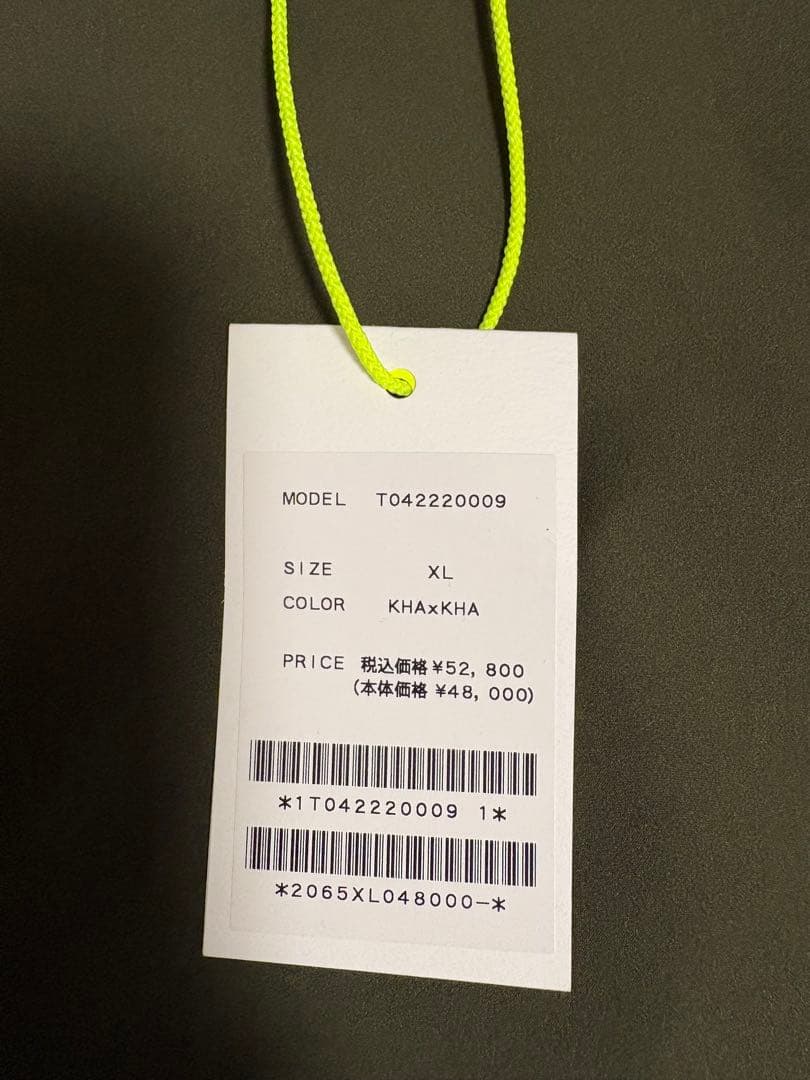 MODEL T042220009
SIZE XL
COLOR KHAxKHA
PRICE 税込価格 ¥52, 800
(本体価格 ¥48, 000)
*1T042220009 1*
*2065XL048000-*